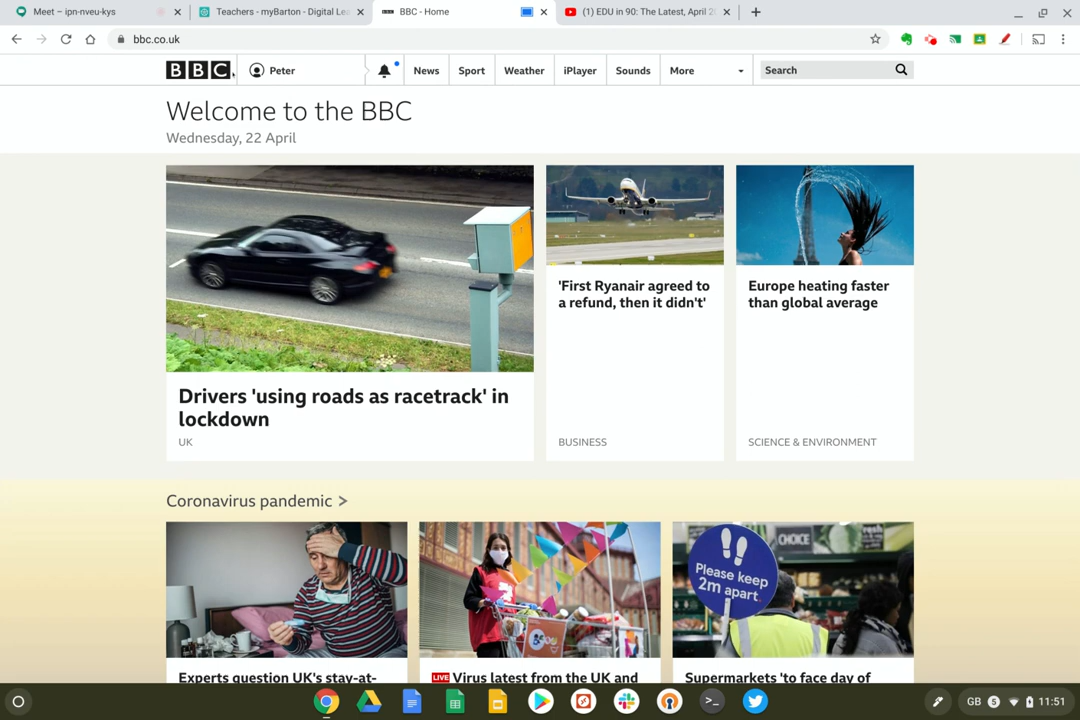 Meet – ipn-nveu-kys
Teachers - myBarton - Digital Le
BBC - Home
(1) EDU in 90: The Latest, April 2
bbc.co.uk
BBC
Peter
News
Sport
Weather
iPlayer
Sounds
More
Search
Welcome to the BBC
Wednesday, 22 April
Drivers 'using roads as racetrack' in
lockdown
UK
'First Ryanair agreed to
a refund, then it didn't'
BUSINESS
Europe heating faster
than global average
SCIENCE & ENVIRONMENT
Coronavirus pandemic >
CHOICE
Please keep
2m apart.
Experts question UK's stay-at-
LIVE Virus latest from the UK and
Supermarkets 'to face day of
GB
5
11:51